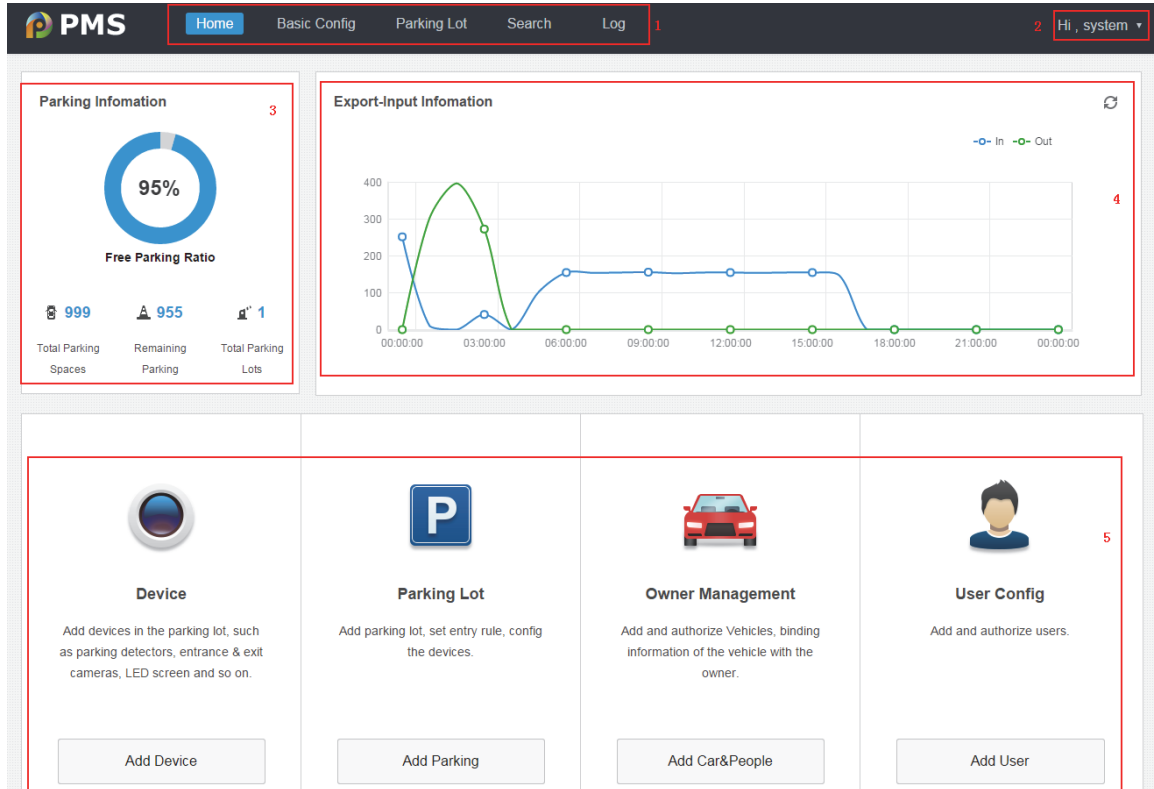 PMS Home Basic Config Parking Lot Search Log 1 2 Hi , system
Parking Infomation 3
95%
Free Parking Ratio
999 955 1
Total Parking Remaining Total Parking
Spaces Parking Lots
Export-Input Infomation
In Out
4
400
300
200
100
0
00:00:00 03:00:00 06:00:00 09:00:00 12:00:00 15:00:00 18:00:00 21:00:00 00:00:00
P
5
Device
Add devices in the parking lot, such
as parking detectors, entrance & exit
cameras, LED screen and so on.
Add Device
Parking Lot
Add parking lot, set entry rule, config
the devices.
Add Parking
Owner Management
Add and authorize Vehicles, binding
information of the vehicle with the
owner.
Add Car&People
User Config
Add and authorize users.
Add User